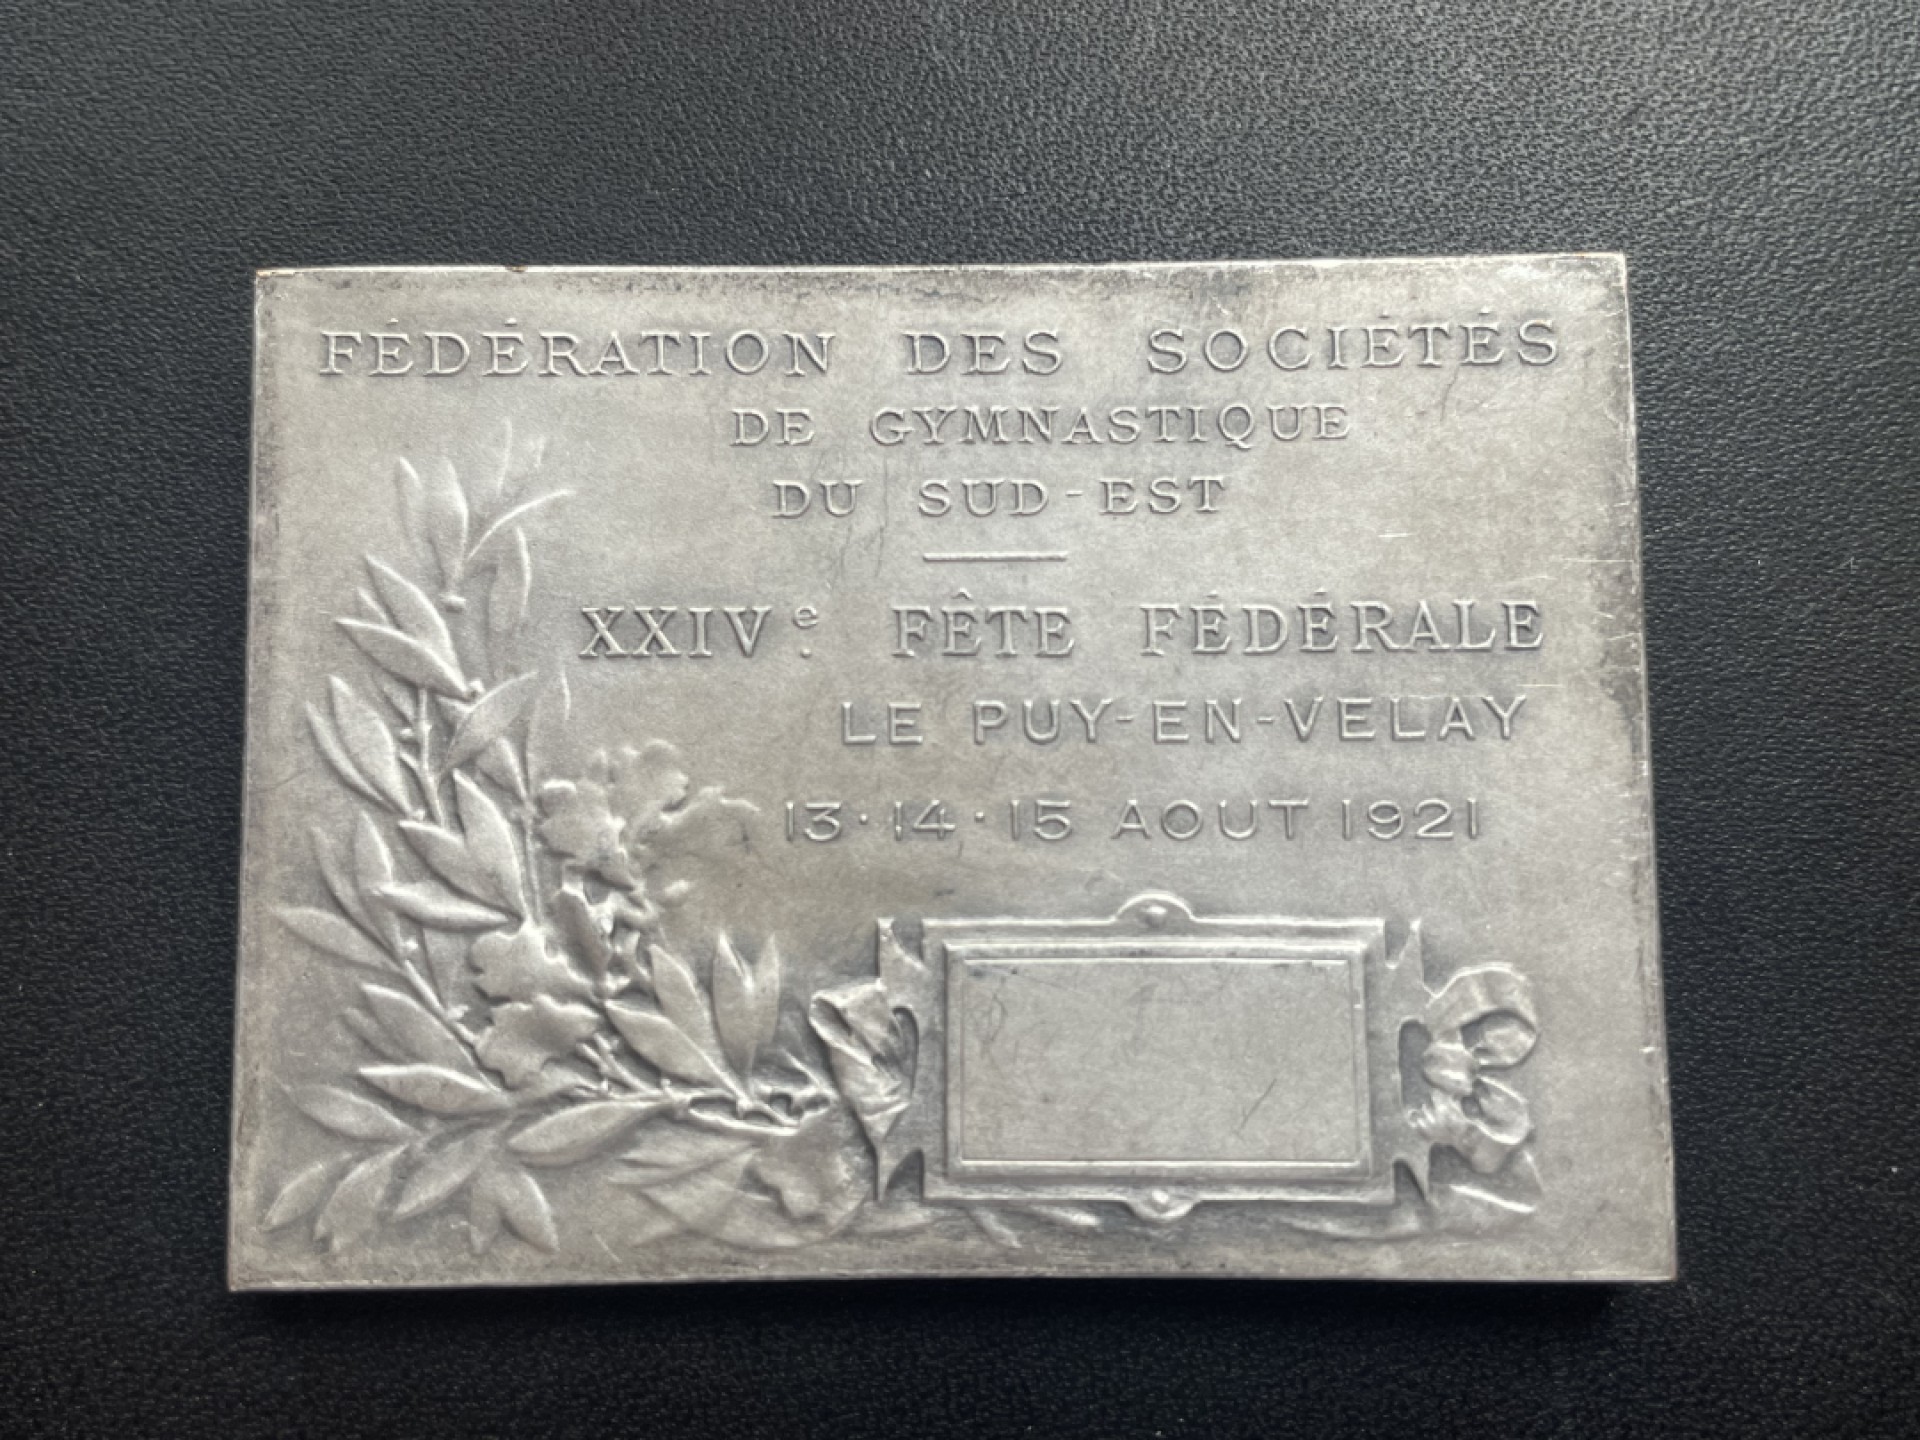 FÉDÉRATION DES SOCIÉTÉS
DE GYMNASTIQUE
DU SUD-EST
XXIVe. FÊTE FÉDÉRALE
LE PUY-EN-VELAY
13·14·15 AOUT 1921